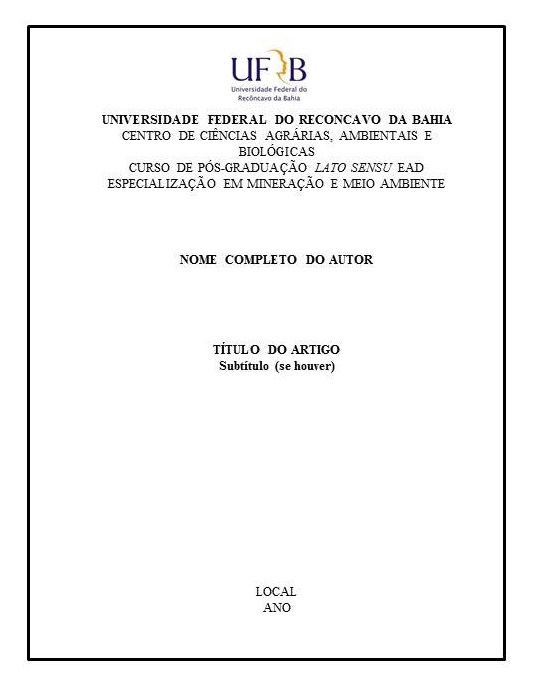 UFRB
Universidade Federal do
Recôncavo da Bahia
UNIVERSIDADE FEDERAL DO RECONCAVO DA BAHIA
CENTRO DE CIÊNCIAS AGRÁRIAS, AMBIENTAIS E
BIOLÓGICAS
CURSO DE PÓS-GRADUAÇÃO LATO SENSU EAD
ESPECIALIZAÇÃO EM MINERAÇÃO E MEIO AMBIENTE
NOME COMPLETO DO AUTOR
TÍTULO DO ARTIGO
Subtítulo (se houver)
LOCAL
ANO